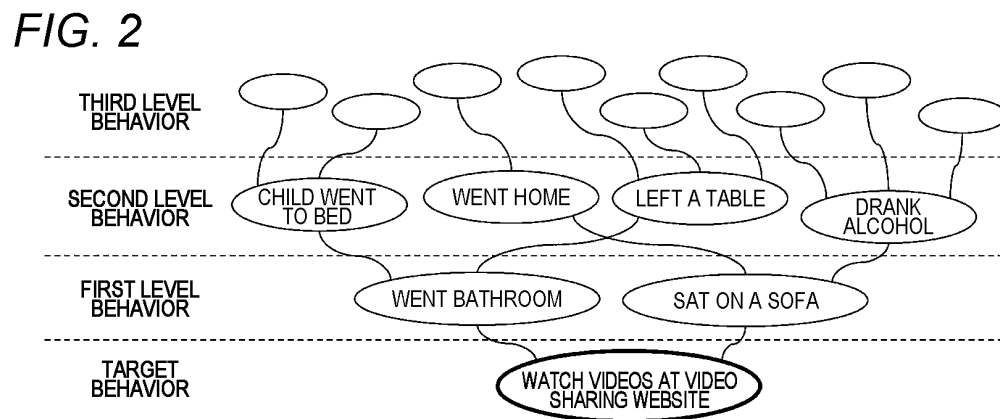 FIG. 2
THIRD LEVEL
BEHAVIOR
SECOND LEVEL
BEHAVIOR
CHILD WENT
TO BED
WENT HOME
LEFT A TABLE
DRANK
ALCOHOL
FIRST LEVEL
BEHAVIOR
WENT BATHROOM
SAT ON A SOFA
TARGET
BEHAVIOR
WATCH VIDEOS AT VIDEO
SHARING WEBSITE